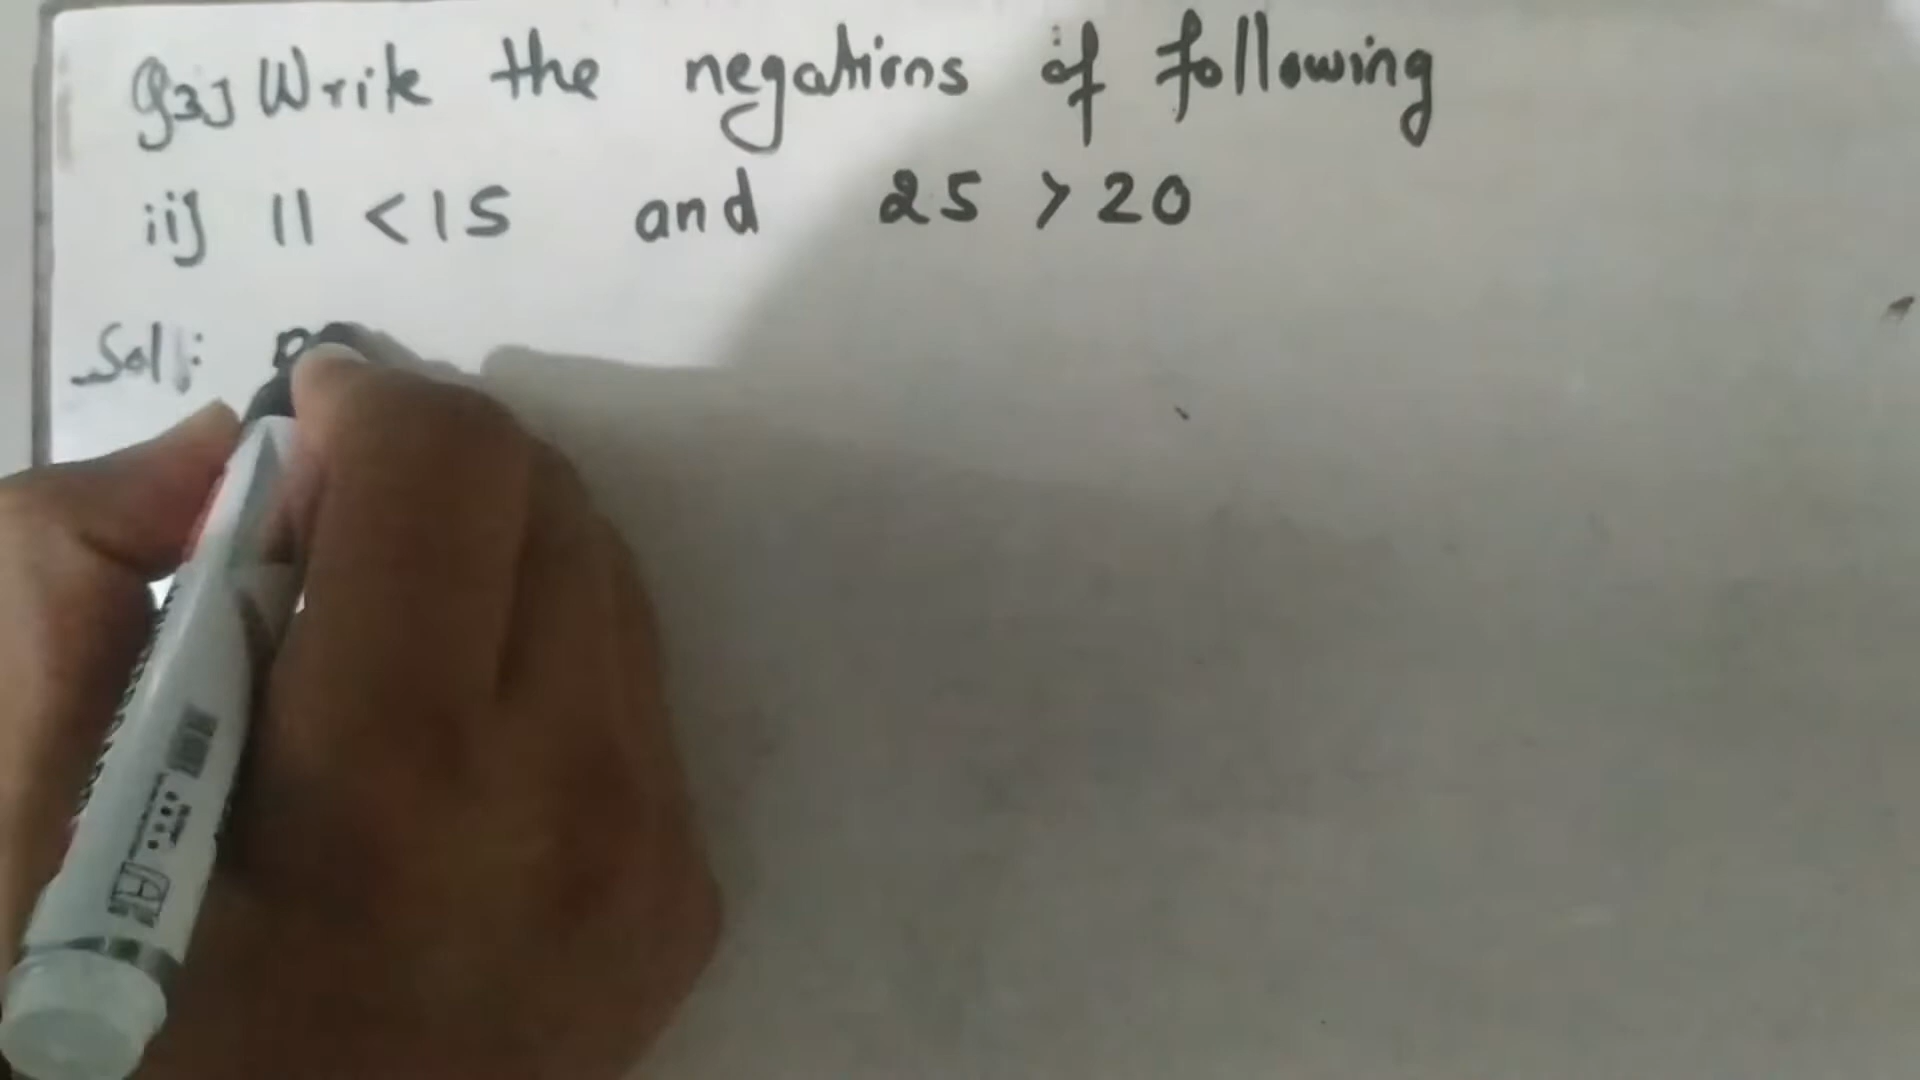 Q3] Write the negations of following
ii] 11 < 15 and 25 > 20
Sol: